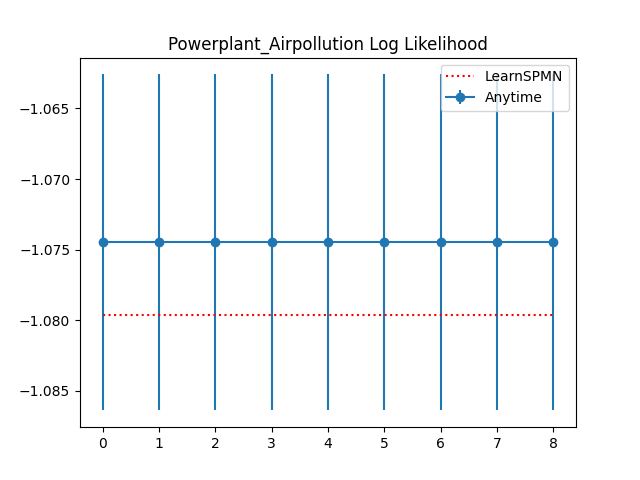 Powerplant_Airpollution Log Likelihood
LearnSPMN
Anytime
−1.065
−1.070
−1.075
−1.080
−1.085
0 1 2 3 4 5 6 7 8